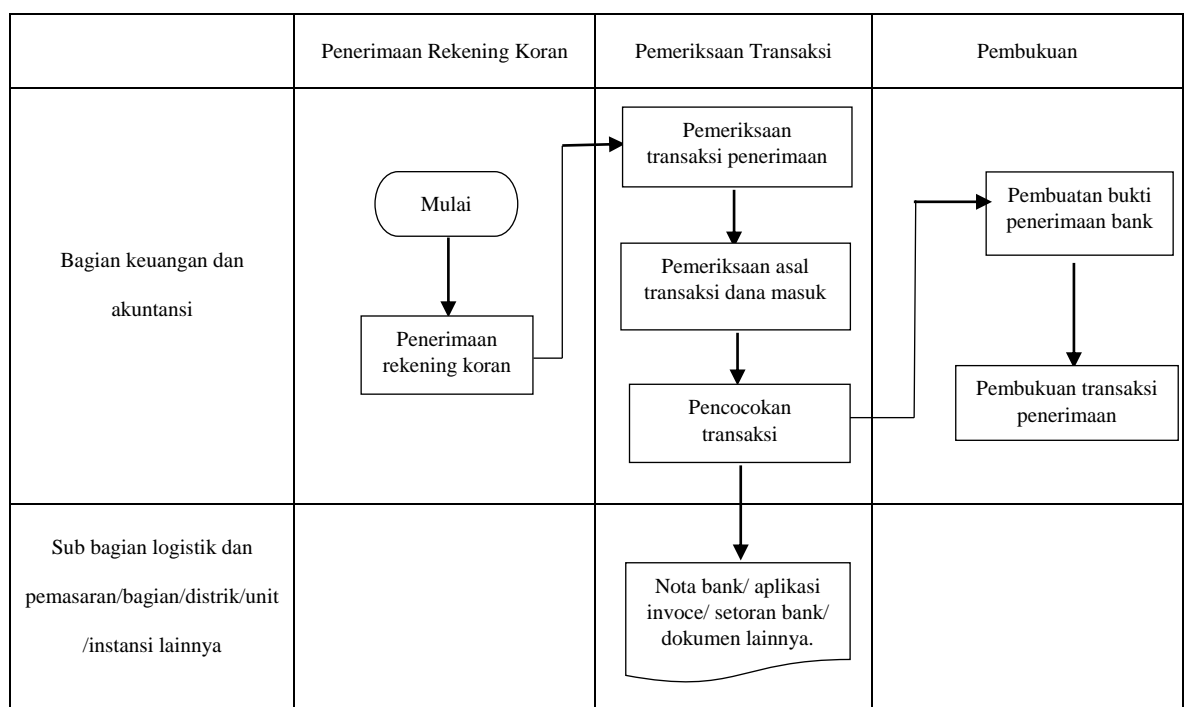 Penerimaan Rekening Koran
Pemeriksaan Transaksi
Pembukuan
Bagian keuangan dan
akuntansi
Mulai
Penerimaan
rekening koran
Pemeriksaan
transaksi penerimaan
Pemeriksaan asal
transaksi dana masuk
Pencocokan
transaksi
Pembuatan bukti
penerimaan bank
Pembukuan transaksi
penerimaan
Sub bagian logistik dan
pemasaran/bagian/distrik/unit
/instansi lainnya
Nota bank/ aplikasi
invoce/ setoran bank/
dokumen lainnya.